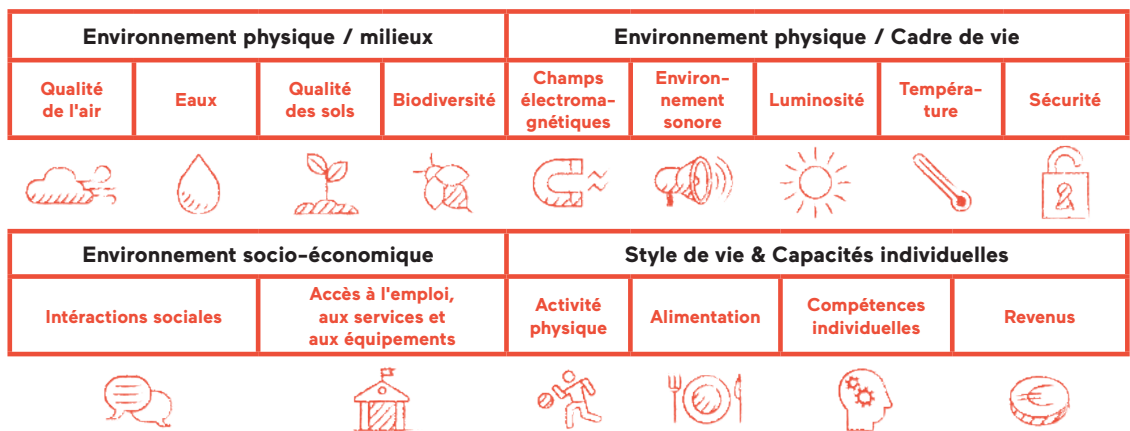 Environnement physique / milieux
Environnement physique / Cadre de vie
Qualité
de l'air
Eaux
Qualité
des sols
Biodiversité
Champs
électroma-
gnétiques
Environ-
nement
sonore
Luminosité
Tempéra-
ture
Sécurité
Environnement socio-économique
Style de vie & Capacités individuelles
Intéractions sociales
Accès à l'emploi,
aux services et
aux équipements
Activité
physique
Alimentation
Compétences
individuelles
Revenus